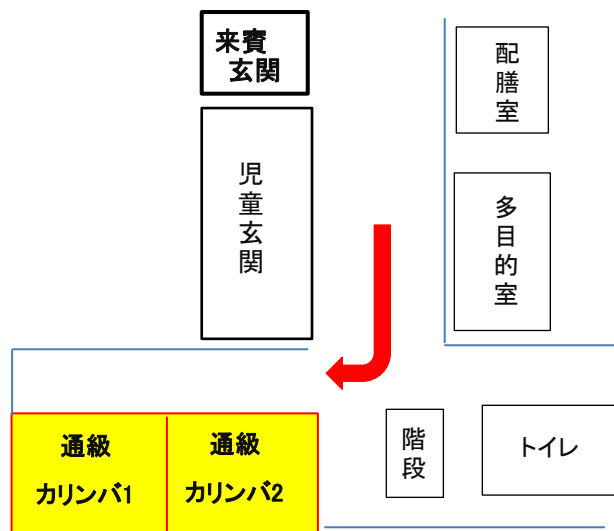 来賓
玄関
配膳室
児童玄関
多目的室
通級
カリンバ1
通級
カリンバ2
階段
トイレ